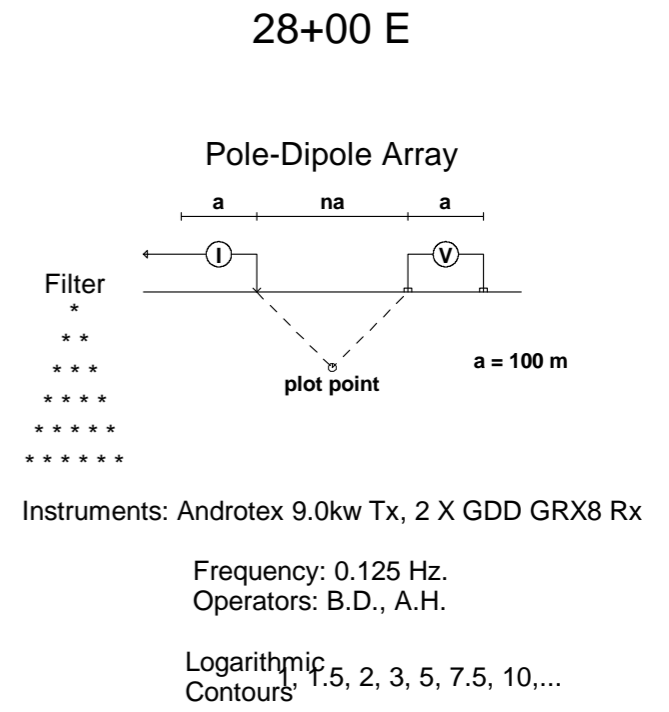 28+00 E
Pole-Dipole Array
a na a
I V
Filter
*
* *
* * *
* * * *
* * * * *
* * * * * *
plot point
a = 100 m
Instruments: Androtex 9.0kw Tx, 2 X GDD GRX8 Rx
Frequency: 0.125 Hz.
Operators: B.D., A.H.
Logarithmic
Contours 1, 1.5, 2, 3, 5, 7.5, 10,...